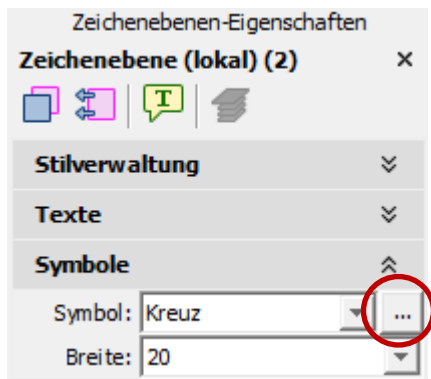 Zeichenebenen-Eigenschaften
Zeichenebene (lokal) (2)
T
Stilverwaltung
Texte
Symbole
Symbol: Kreuz ...
Breite: 20